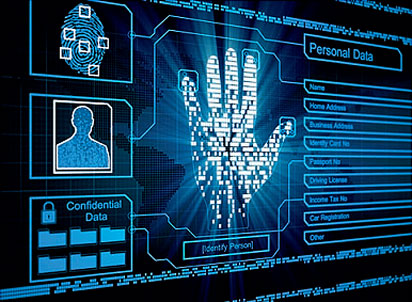 Personal Data
Name
Home Address
Business Address
Identity Card No
Passport No
Driving License
Income Tax No
Car Registration
Other
Confidential
Data
[Identify Person]